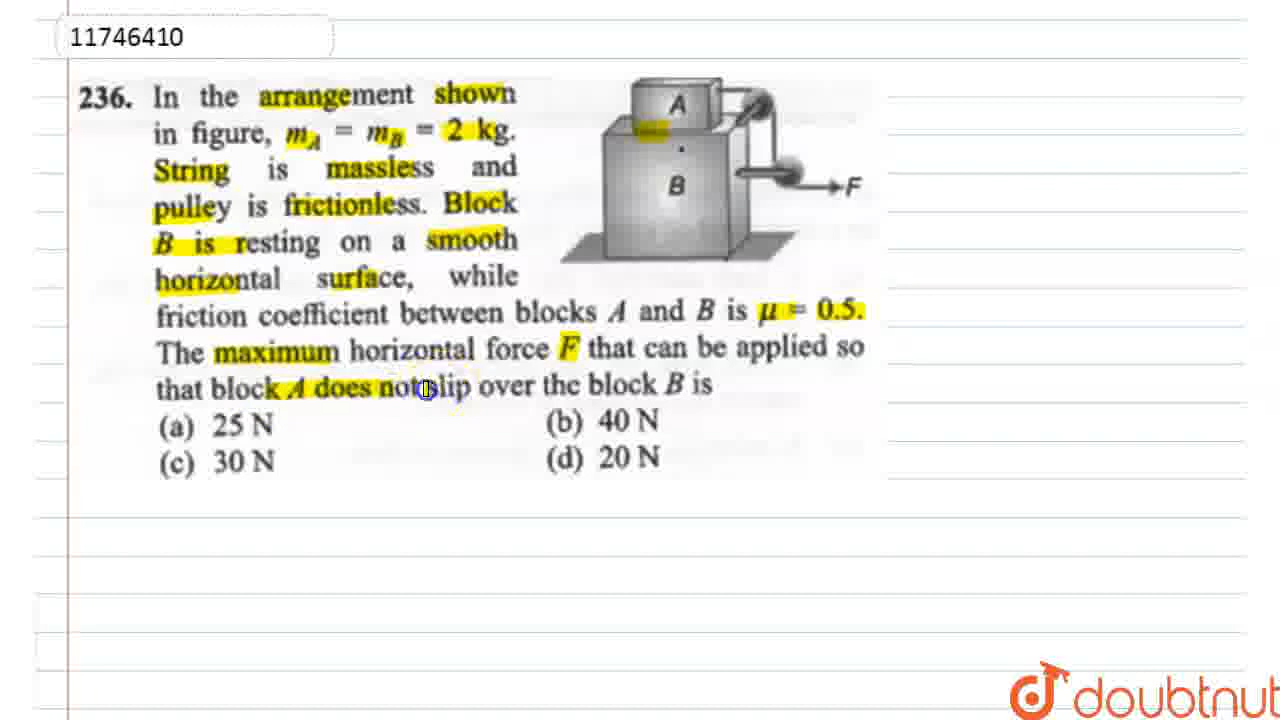 11746410
236. In the arrangement shown
in figure, m_A = m_B = 2 kg.
String is massless and
pulley is frictionless. Block
B is resting on a smooth
horizontal surface, while
friction coefficient between blocks A and B is μ = 0.5.
The maximum horizontal force F that can be applied so
that block A does not slip over the block B is
(a) 25 N (b) 40 N
(c) 30 N (d) 20 N
A
B
F
doubtnut